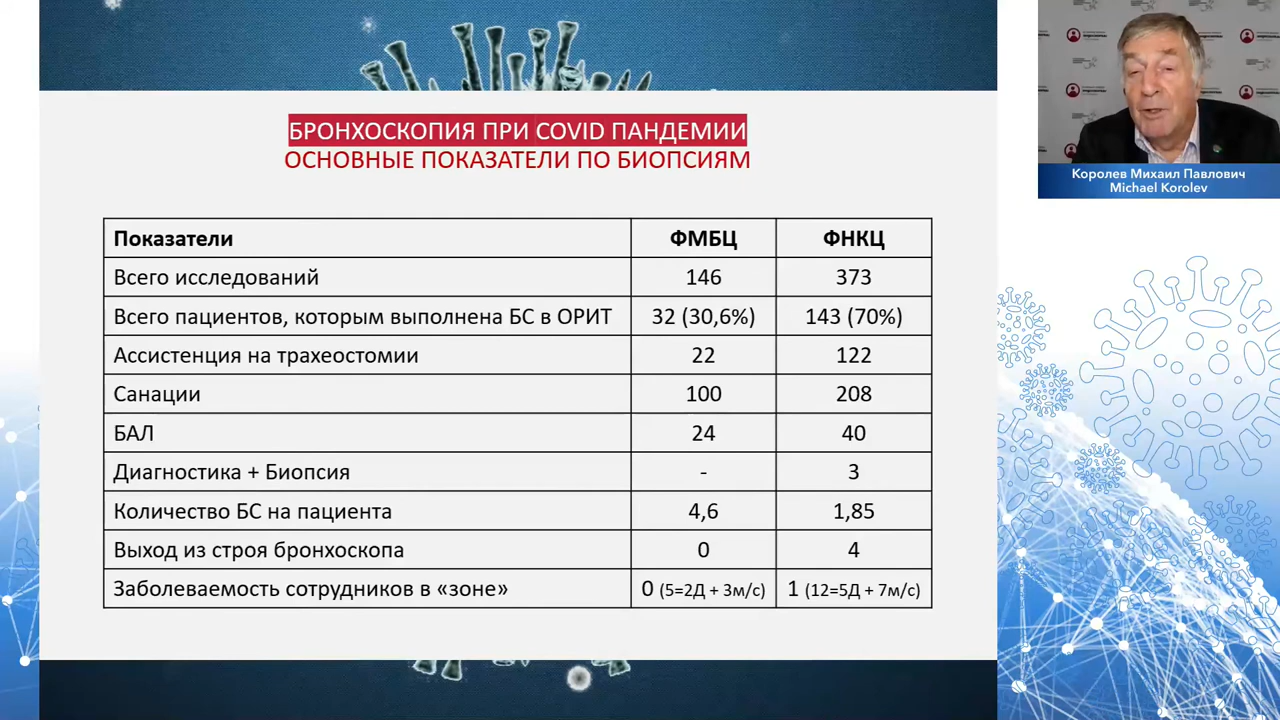 БРОНХОСКОПИЯ ПРИ COVID ПАНДЕМИИ
ОСНОВНЫЕ ПОКАЗАТЕЛИ ПО БИОПСИЯМ
Показатели ФМБЦ ФНКЦ
Всего исследований 146 373
Всего пациентов, которым выполнена БС в ОРИТ 32 (30,6%) 143 (70%)
Ассистенция на трахеостомии 22 122
Санации 100 208
БАЛ 24 40
Диагностика + Биопсия - 3
Количество БС на пациента 4,6 1,85
Выход из строя бронхоскопа 0 4
Заболеваемость сотрудников в «зоне» 0 (5=2Д + 3м/с) 1 (12=5Д + 7м/с)
Королев Михаил Павлович
Michael Korolev